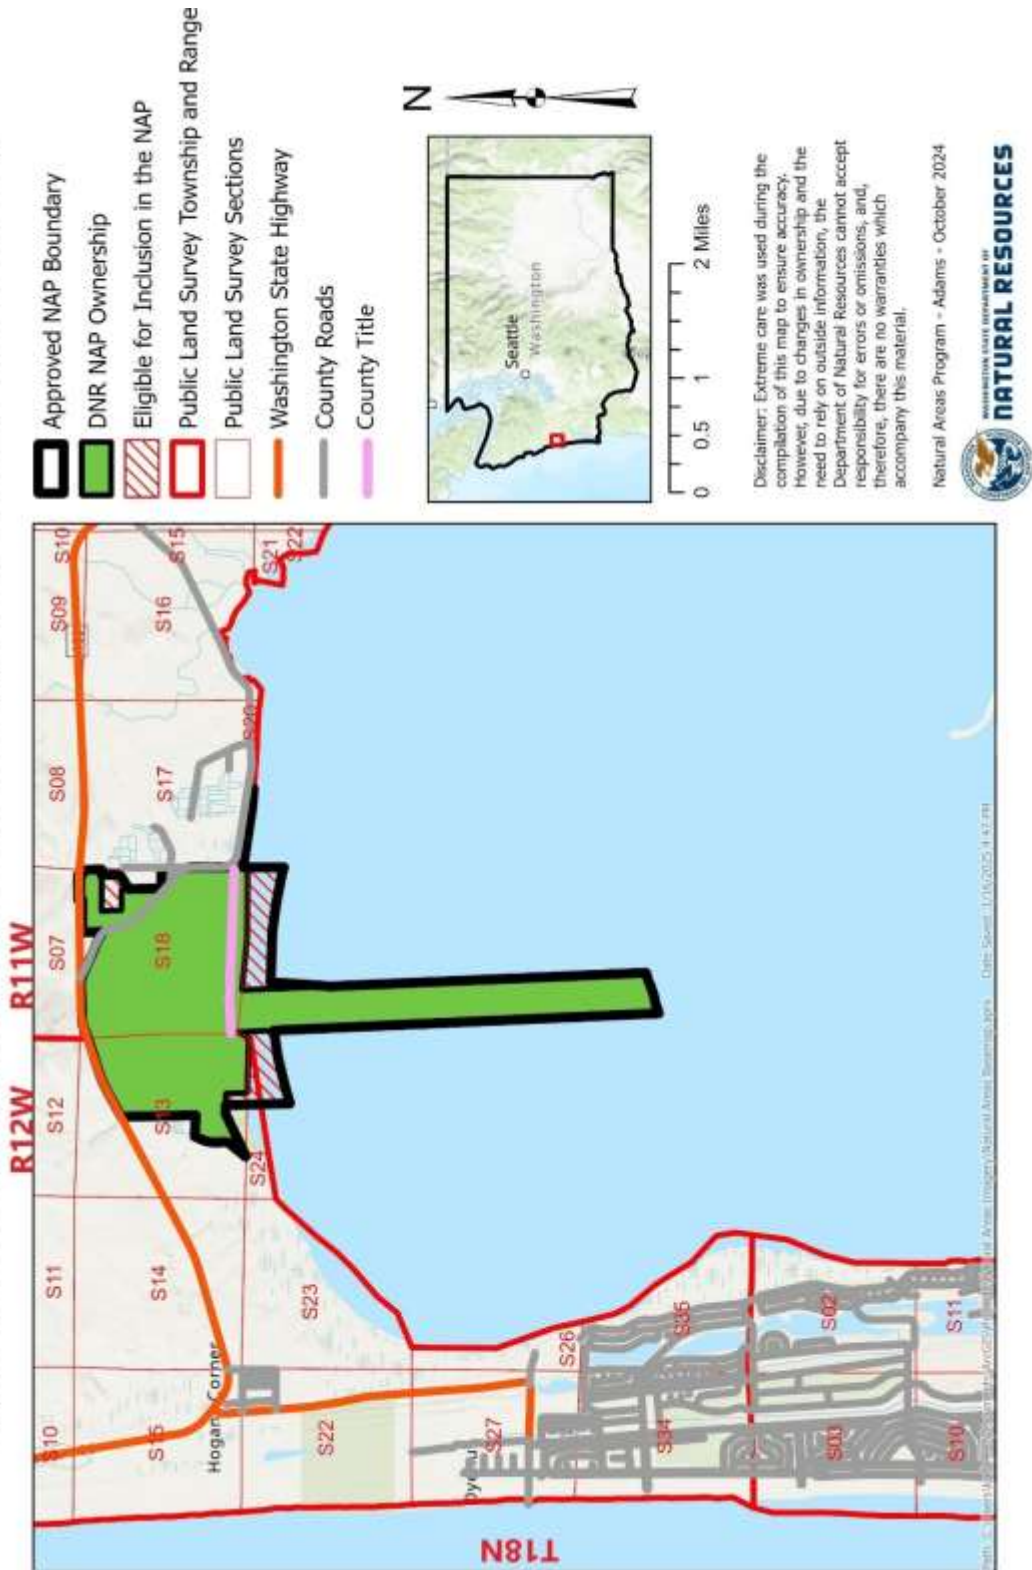 Approved NAP Boundary
DNR NAP Ownership
Eligible for Inclusion in the NAP
Public Land Survey Township and Range
Public Land Survey Sections
Washington State Highway
County Roads
County Title
N
Seattle
Washington
0 0.5 1 2 Miles
Disclaimer: Extreme care was used during the
compilation of this map to ensure accuracy.
However, due to changes in ownership and the
need to rely on outside information, the
Department of Natural Resources cannot accept
responsibility for errors or omissions, and,
therefore, there are no warranties which
accompany this material.
Natural Areas Program - Adams - October 2024
WASHINGTON STATE DEPARTMENT OF
NATURAL RESOURCES
R12W R11W
T18N
S10 S11 S12 S07 S08 S09 S10
S15 S14 S13 S18 S17 S16 S15
Hogans Corner
S22 S23 S24 S20 S21 S22
S27 S26
S34 S35
S03 S02
S10 S11